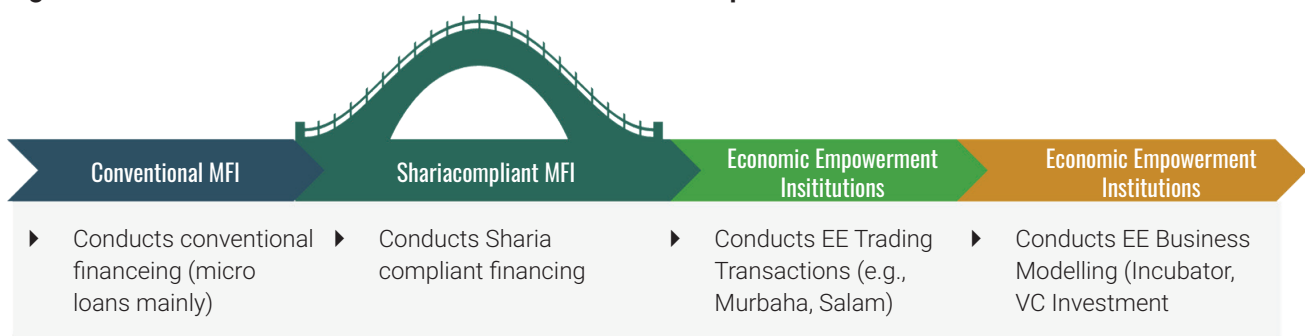 Conventional MFI
Shariacompliant MFI
Economic Empowerment
Insititutions
Economic Empowerment
Institutions
Conducts conventional
financeing (micro
loans mainly)
Conducts Sharia
compliant financing
Conducts EE Trading
Transactions (e.g.,
Murbaha, Salam)
Conducts EE Business
Modelling (Incubator,
VC Investment